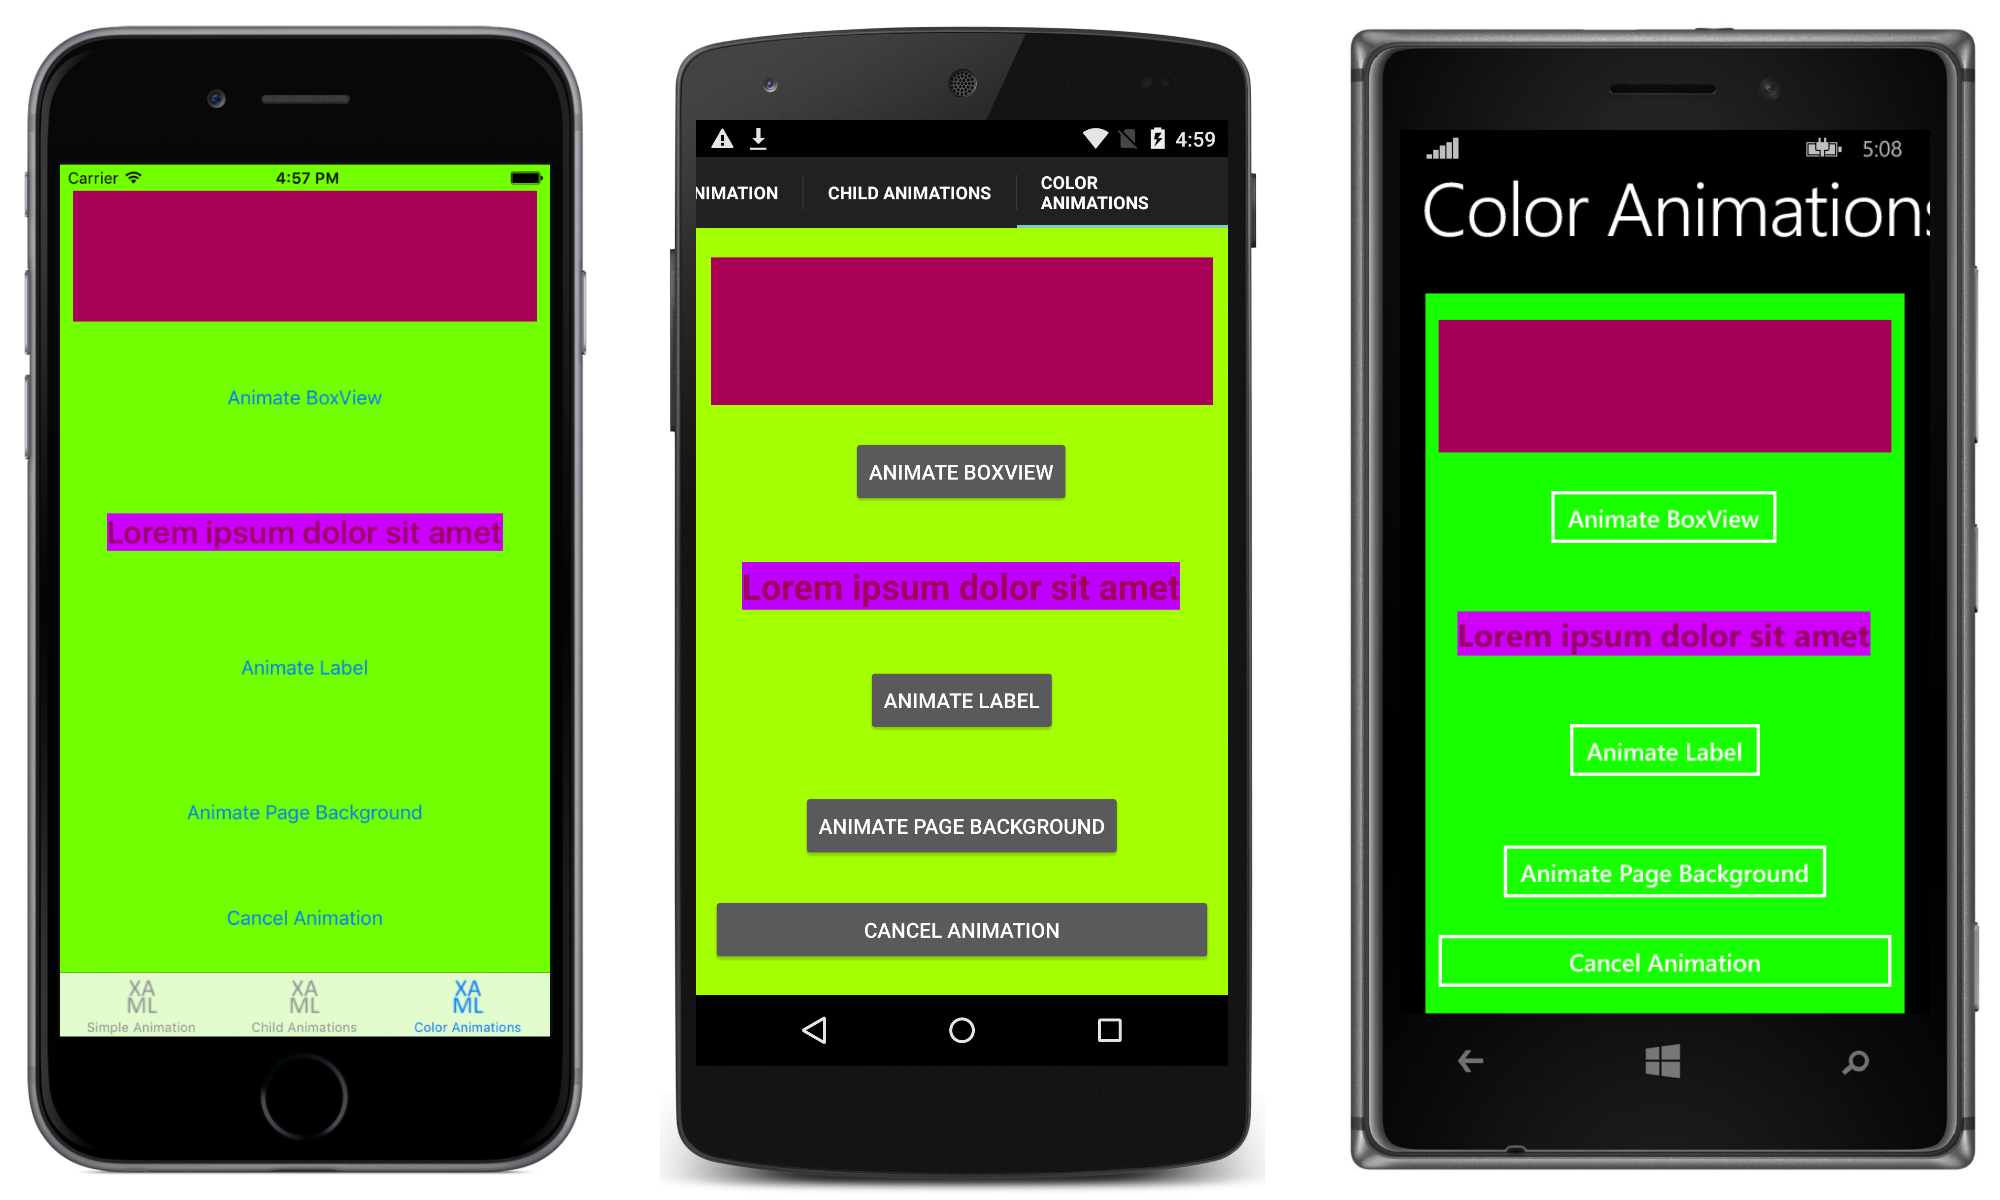 Carrier
4:57 PM
Animate BoxView
Lorem ipsum dolor sit amet
Animate Label
Animate Page Background
Cancel Animation
XA
ML
Simple Animation
XA
ML
Child Animations
XA
ML
Color Animations
4:59
NIMATION
CHILD ANIMATIONS
COLOR
ANIMATIONS
ANIMATE BOXVIEW
Lorem ipsum dolor sit amet
ANIMATE LABEL
ANIMATE PAGE BACKGROUND
CANCEL ANIMATION
5:08
Color Animations
Animate BoxView
Lorem ipsum dolor sit amet
Animate Label
Animate Page Background
Cancel Animation